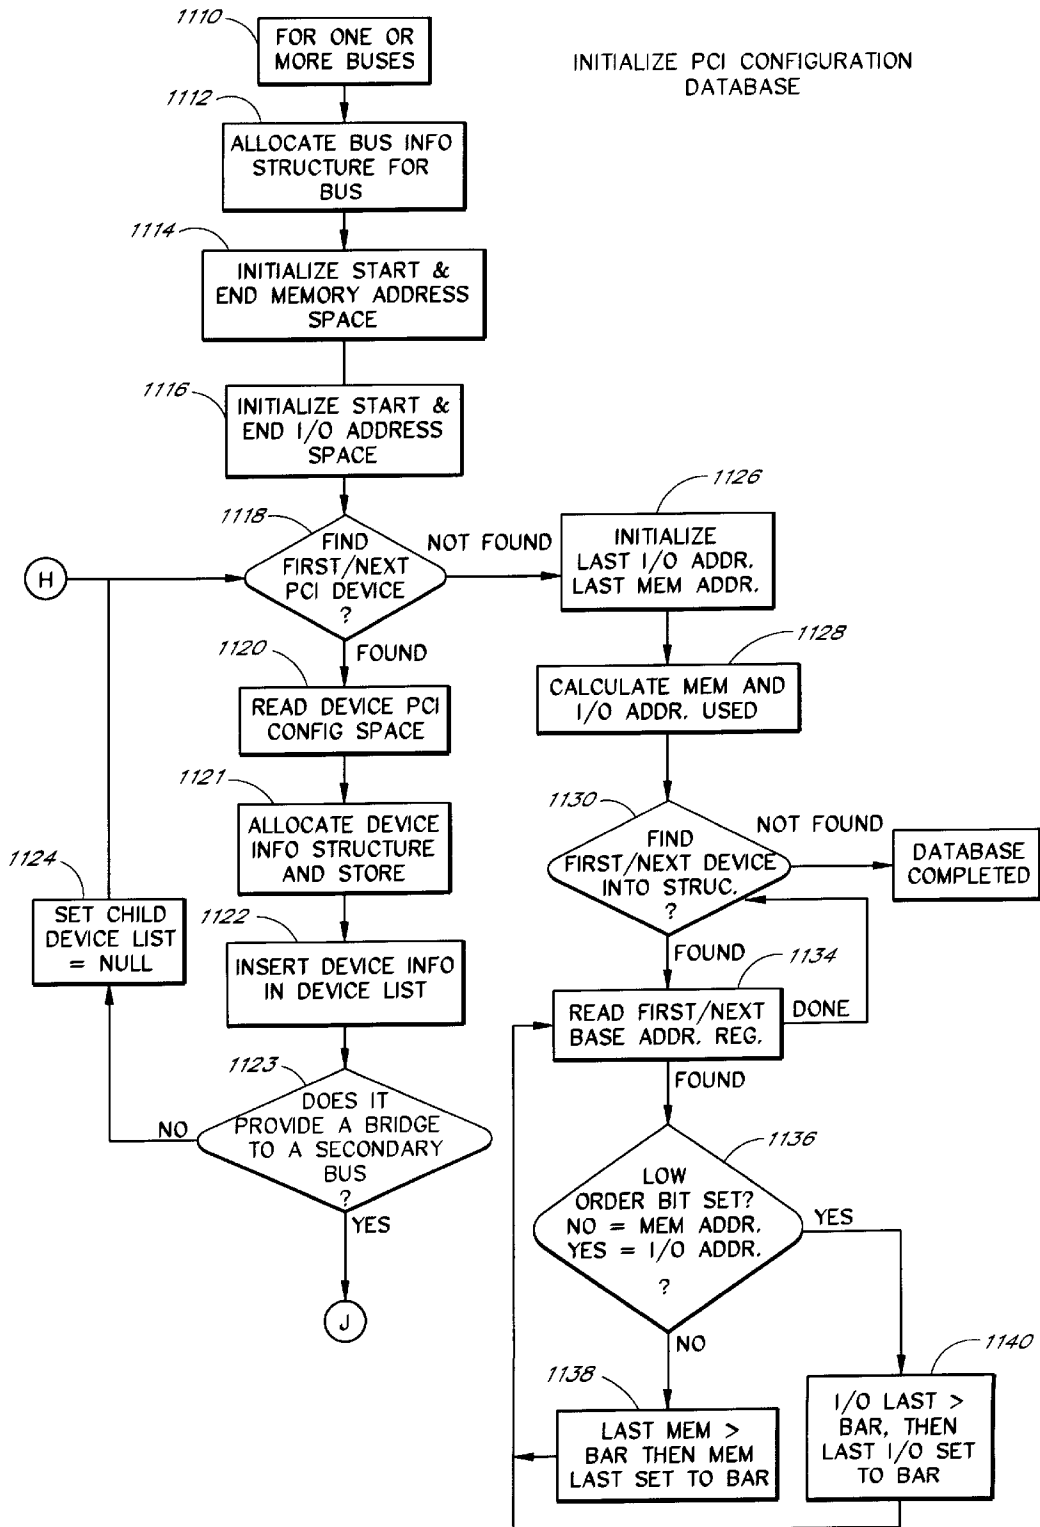 1110
FOR ONE OR
MORE BUSES
INITIALIZE PCI CONFIGURATION
DATABASE
1112
ALLOCATE BUS INFO
STRUCTURE FOR
BUS
1114
INITIALIZE START &
END MEMORY ADDRESS
SPACE
1116
INITIALIZE START &
END I/O ADDRESS
SPACE
1118
FIND
FIRST/NEXT
PCI DEVICE
?
NOT FOUND
FOUND
H
1120
READ DEVICE PCI
CONFIG SPACE
1121
ALLOCATE DEVICE
INFO STRUCTURE
AND STORE
1122
INSERT DEVICE INFO
IN DEVICE LIST
1123
DOES IT
PROVIDE A BRIDGE
TO A SECONDARY
BUS
?
NO
YES
1124
SET CHILD
DEVICE LIST
= NULL
J
1126
INITIALIZE
LAST I/O ADDR.
LAST MEM ADDR.
1128
CALCULATE MEM AND
I/O ADDR. USED
1130
FIND
FIRST/NEXT DEVICE
INTO STRUC.
?
NOT FOUND
DATABASE
COMPLETED
FOUND
1134
READ FIRST/NEXT
BASE ADDR. REG.
DONE
FOUND
1136
LOW
ORDER BIT SET?
NO = MEM ADDR.
YES = I/O ADDR.
?
YES
NO
1138
LAST MEM >
BAR THEN MEM
LAST SET TO BAR
1140
I/O LAST >
BAR, THEN
LAST I/O SET
TO BAR